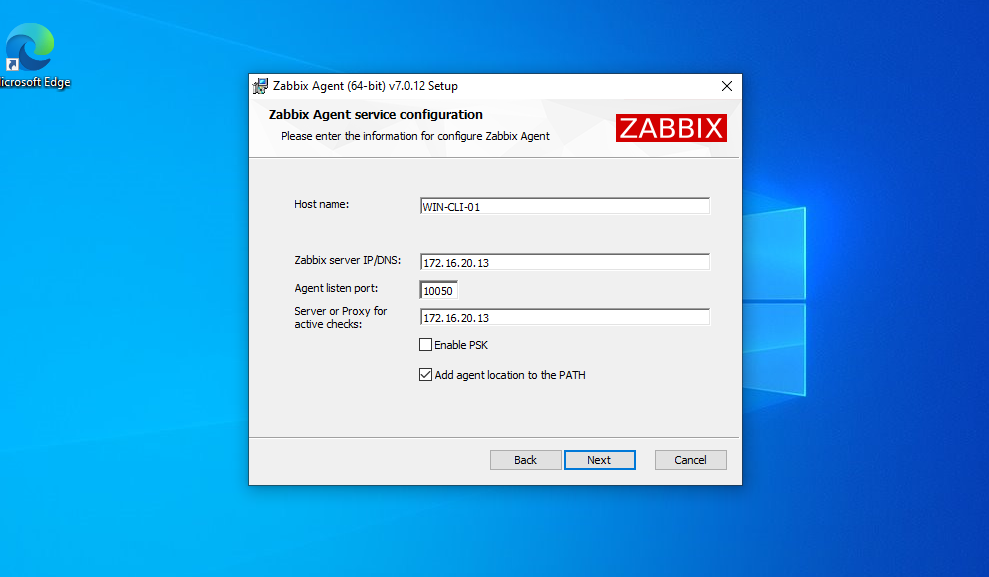 Zabbix Agent (64-bit) v7.0.12 Setup
Zabbix Agent service configuration
Please enter the information for configure Zabbix Agent
ZABBIX
icrosoft Edge
Host name:
WIN-CLI-01
Zabbix server IP/DNS:
172.16.20.13
Agent listen port:
10050
Server or Proxy for
active checks:
172.16.20.13
Enable PSK
Add agent location to the PATH
Back
Next
Cancel